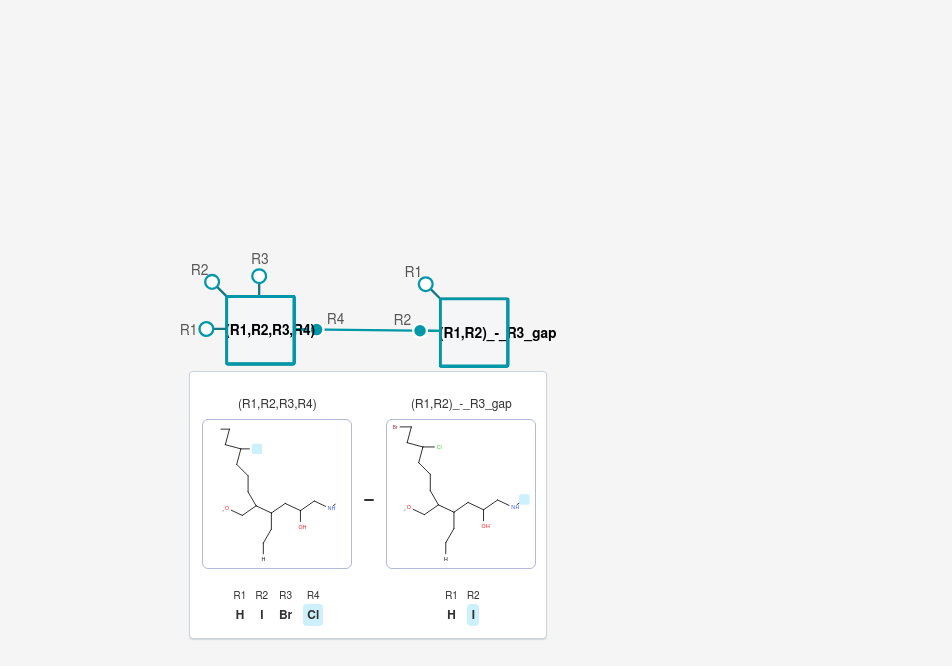 R3
R2
R1
R1
(R1,R2,R3,R4)
R4
R2
(R1,R2)_-_R3_gap
(R1,R2,R3,R4)
(R1,R2)_-_R3_gap
Br
Cl
O
NH
OH
H
O
NH
OH
H
–
R1 R2 R3 R4
H I Br Cl
R1 R2
H I